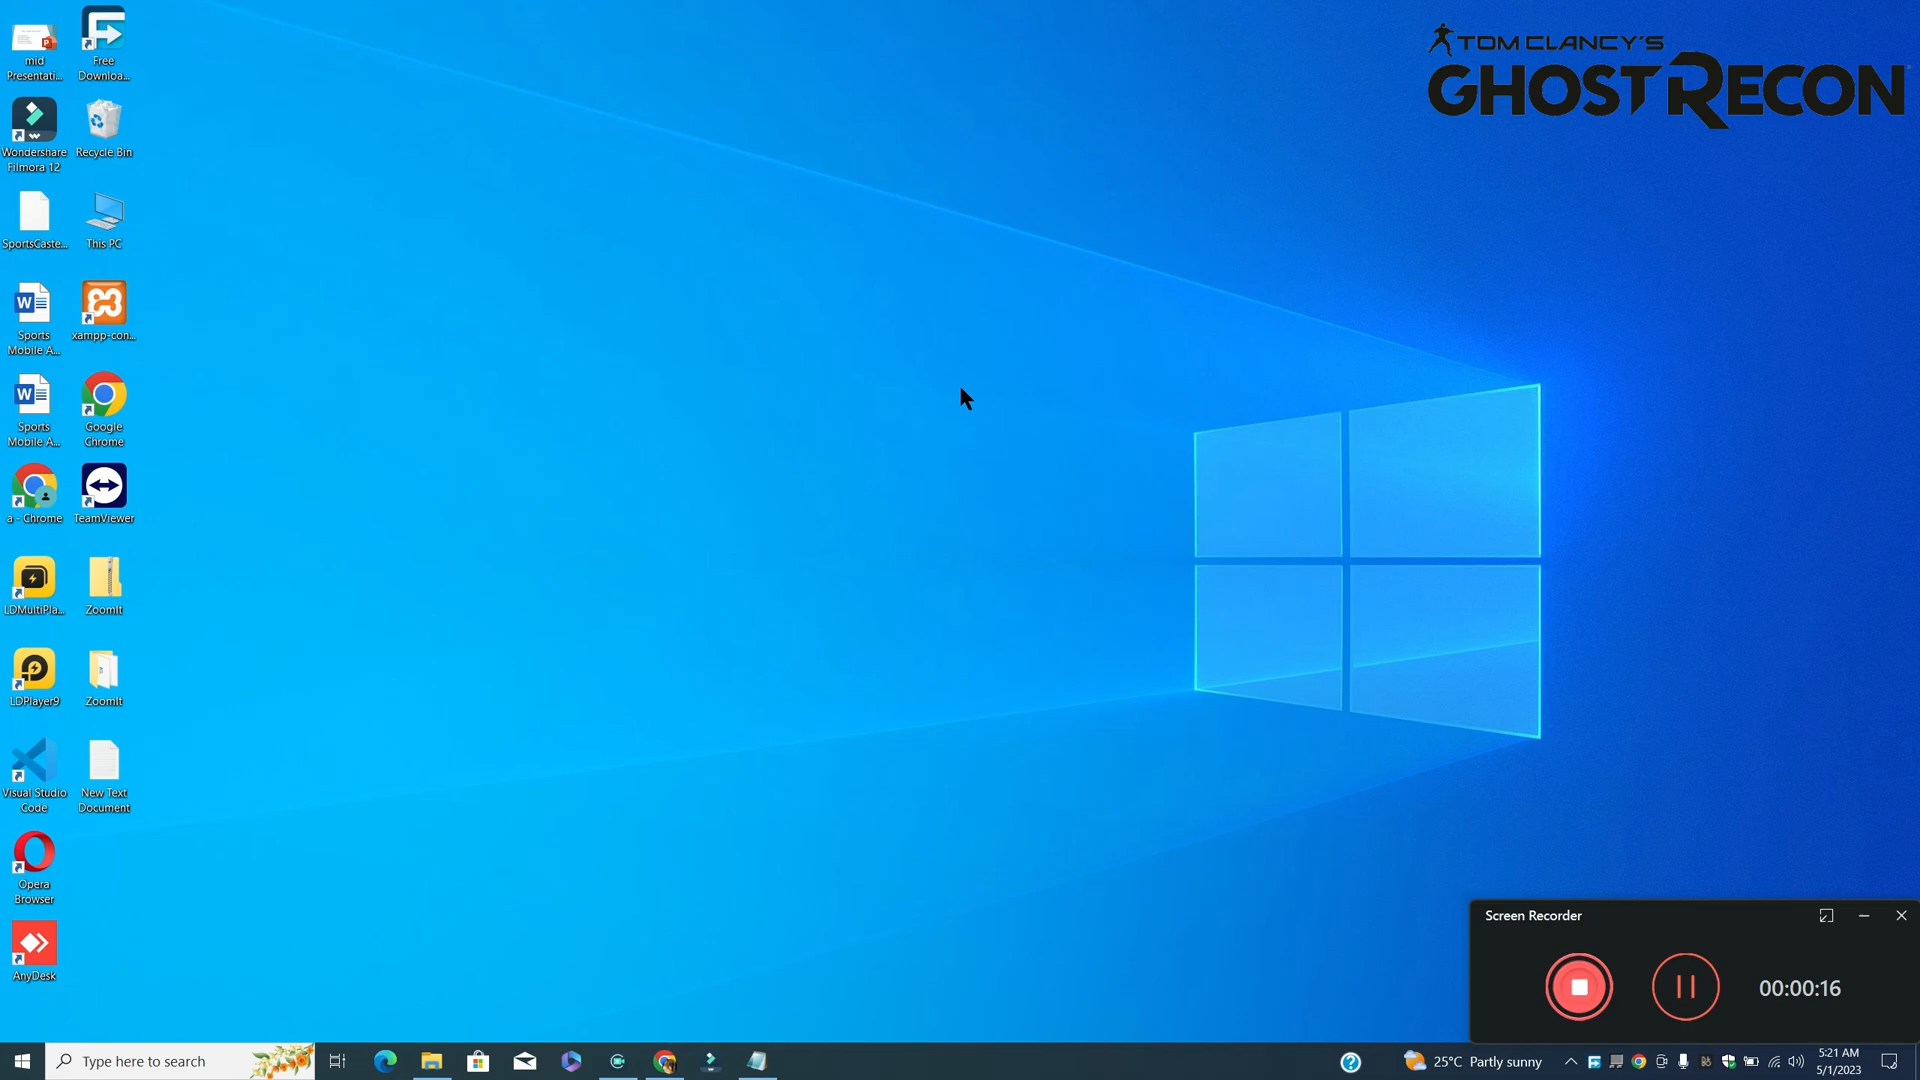 mid
Presentati...
Free
Downloa...
TOM CLANCY'S
GHOST RECON
Wondershare
Filmora 12
Recycle Bin
SportsCaste...
This PC
Sports
Mobile A...
xampp-con...
Sports
Mobile A...
Google
Chrome
a - Chrome
TeamViewer
LDMultiPla...
ZoomIt
LDPlayer9
ZoomIt
Visual Studio
Code
New Text
Document
Opera
Browser
AnyDesk
Screen Recorder
00:00:16
Type here to search
25°C Partly sunny
5:21 AM
5/1/2023